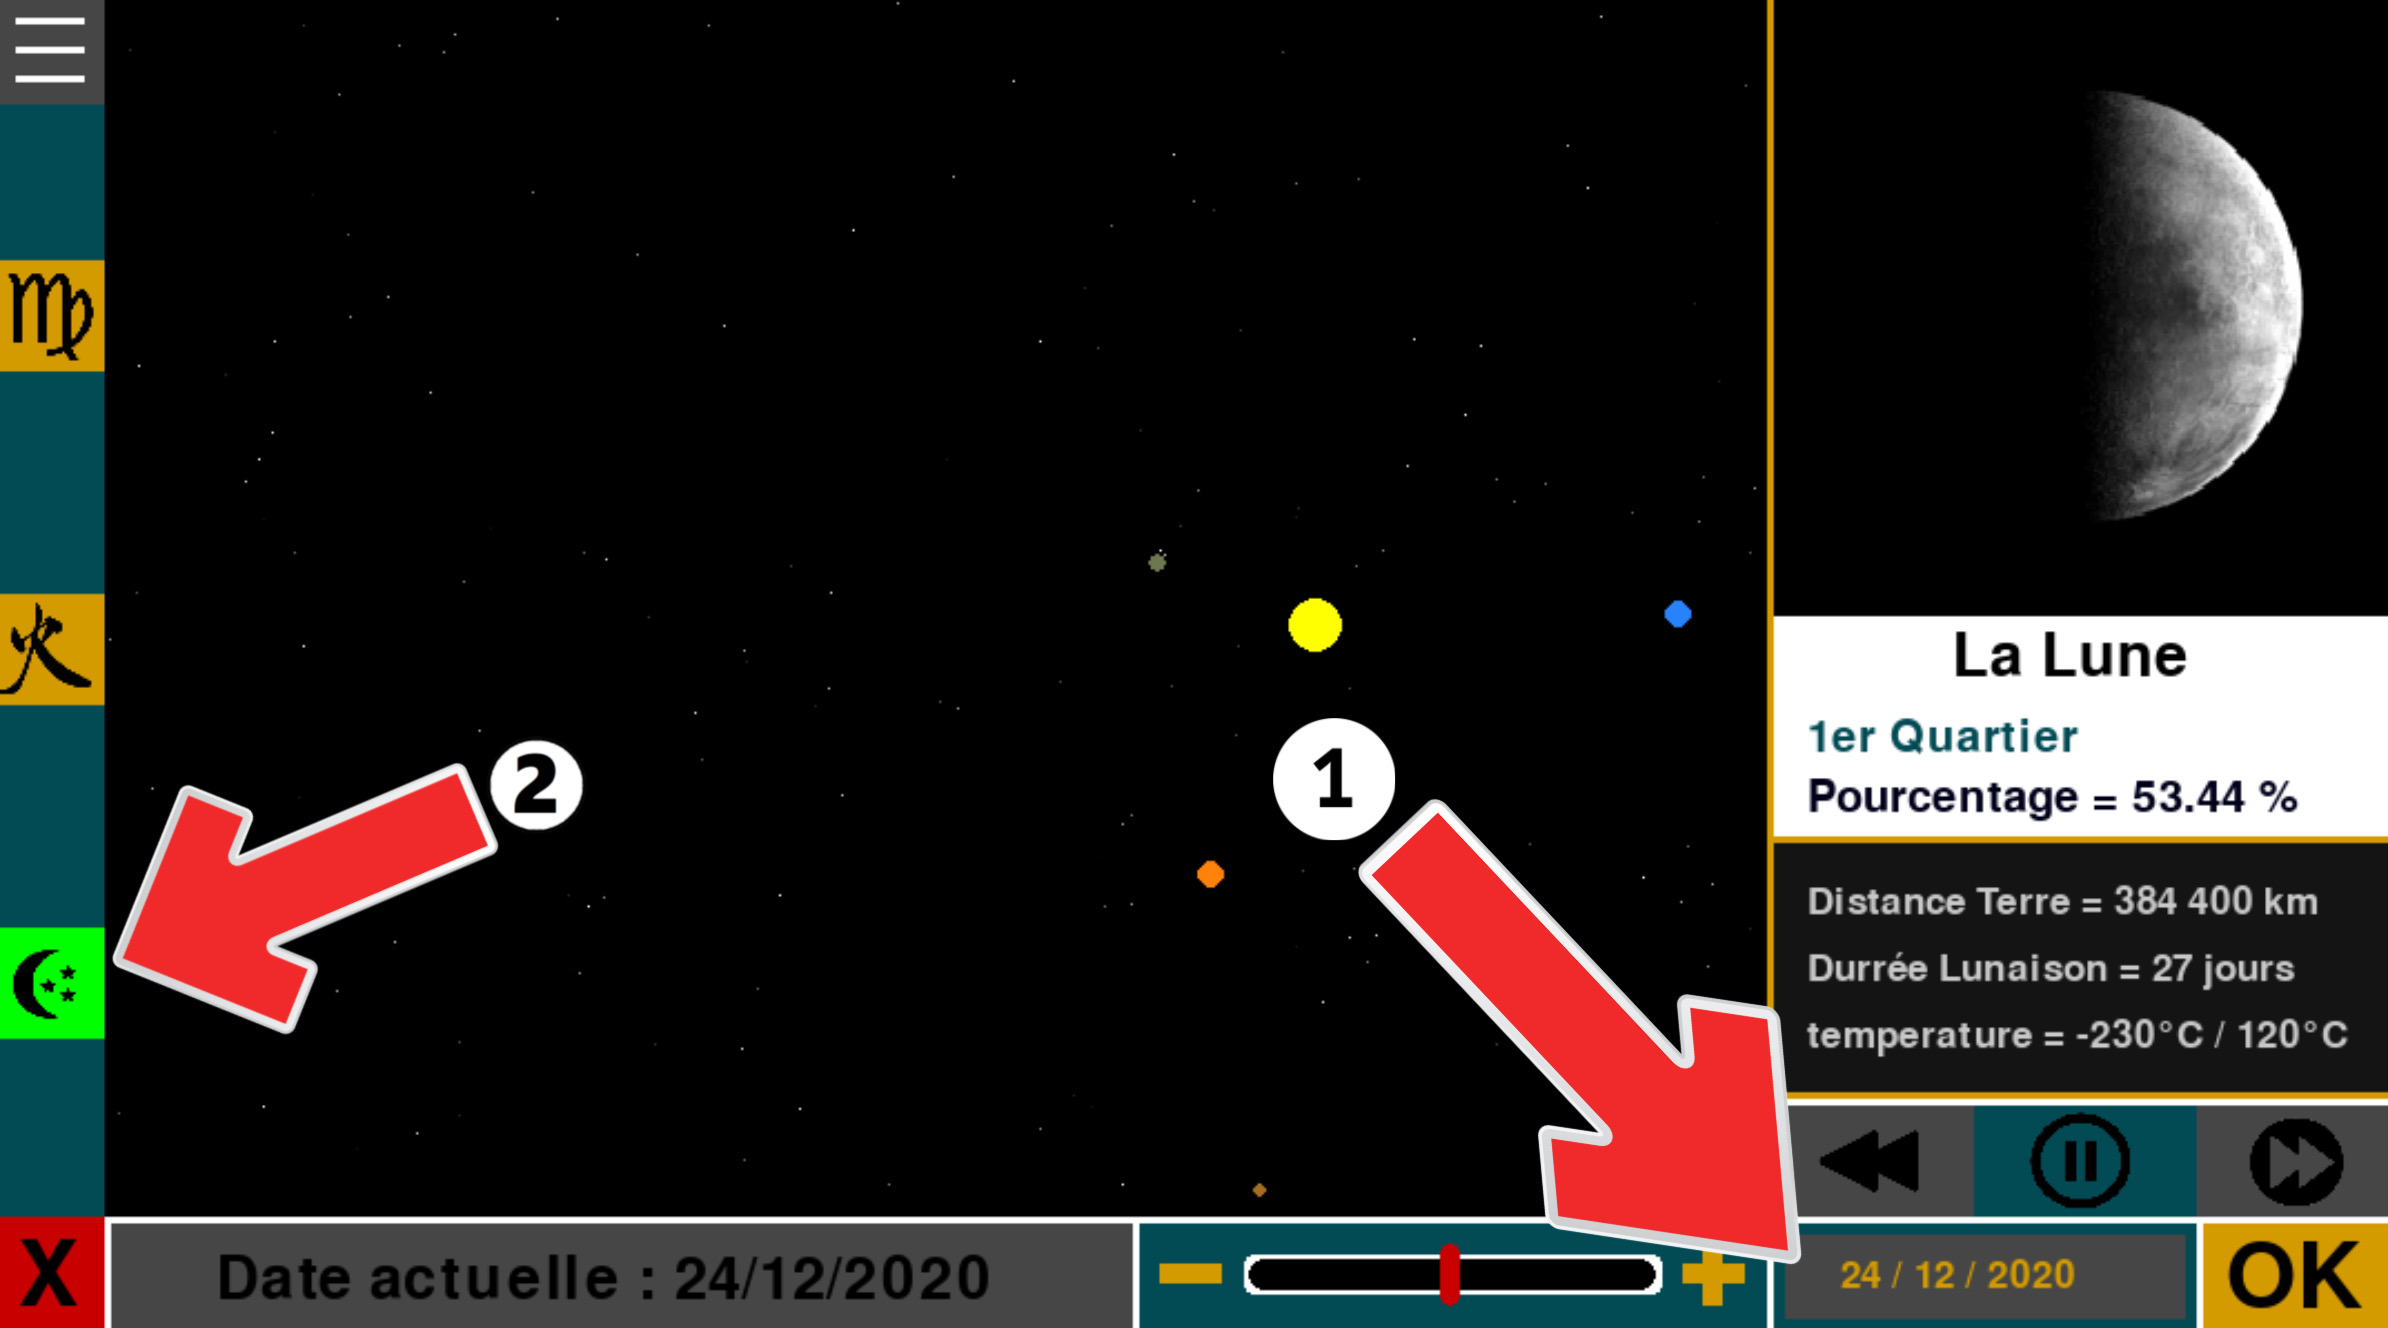 火
2
1
La Lune
1er Quartier
Pourcentage = 53.44 %
Distance Terre = 384 400 km
Durrée Lunaison = 27 jours
temperature = -230°C / 120°C
X
Date actuelle : 24/12/2020
24 / 12 / 2020
OK